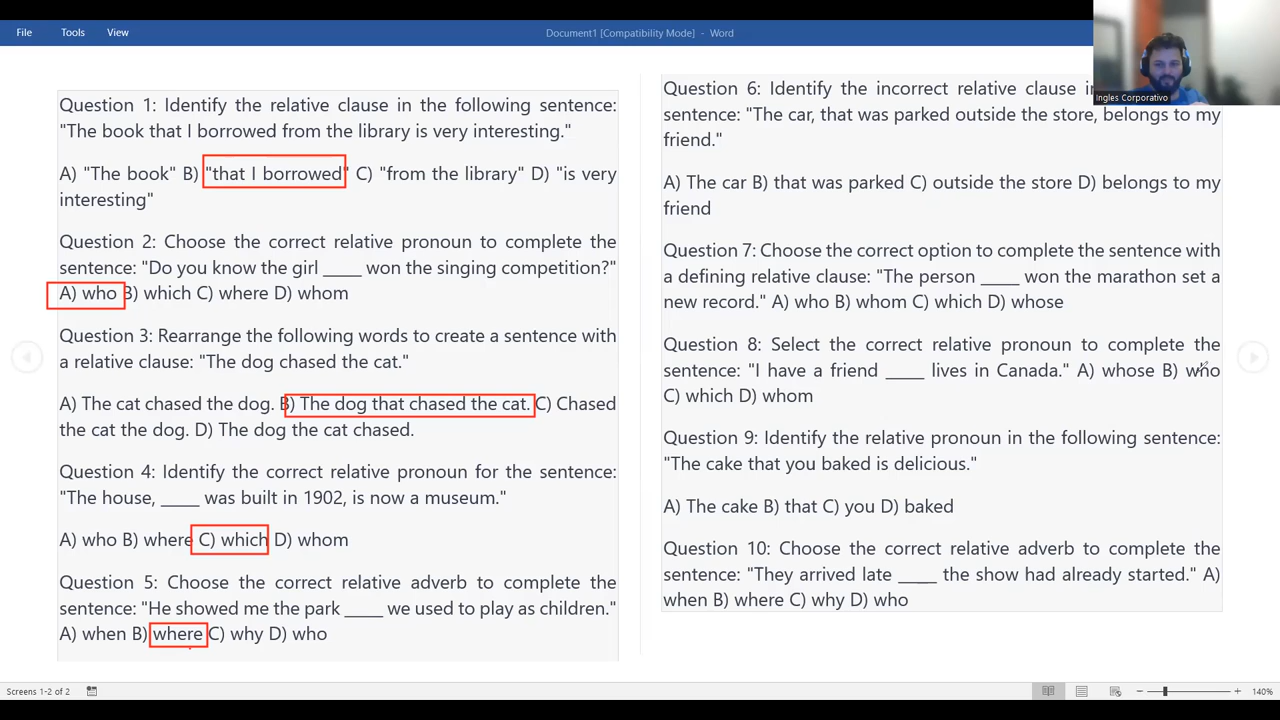 File Tools View Document1 [Compatibility Mode] - Word
Ingles Corporativo
Question 1: Identify the relative clause in the following sentence:
"The book that I borrowed from the library is very interesting."
A) "The book" B) "that I borrowed" C) "from the library" D) "is very
interesting"
Question 2: Choose the correct relative pronoun to complete the
sentence: "Do you know the girl ____ won the singing competition?"
A) who B) which C) where D) whom
Question 3: Rearrange the following words to create a sentence with
a relative clause: "The dog chased the cat."
A) The cat chased the dog. B) The dog that chased the cat. C) Chased
the cat the dog. D) The dog the cat chased.
Question 4: Identify the correct relative pronoun for the sentence:
"The house, ____ was built in 1902, is now a museum."
A) who B) where C) which D) whom
Question 5: Choose the correct relative adverb to complete the
sentence: "He showed me the park ____ we used to play as children."
A) when B) where C) why D) who
Question 6: Identify the incorrect relative clause in
sentence: "The car, that was parked outside the store, belongs to my
friend."
A) The car B) that was parked C) outside the store D) belongs to my
friend
Question 7: Choose the correct option to complete the sentence with
a defining relative clause: "The person ____ won the marathon set a
new record." A) who B) whom C) which D) whose
Question 8: Select the correct relative pronoun to complete the
sentence: "I have a friend ____ lives in Canada." A) whose B) who
C) which D) whom
Question 9: Identify the relative pronoun in the following sentence:
"The cake that you baked is delicious."
A) The cake B) that C) you D) baked
Question 10: Choose the correct relative adverb to complete the
sentence: "They arrived late ____ the show had already started." A)
when B) where C) why D) who
Screens 1-2 of 2 140%